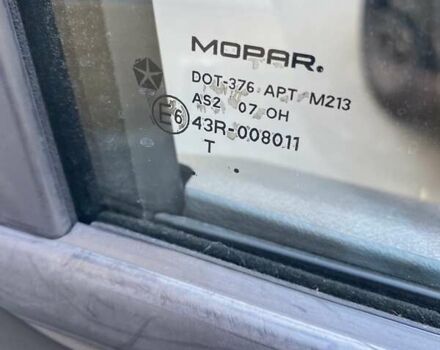 MOPAR.
DOT-376 APT M213
AS2 07 OH
E6 43R-008011
T